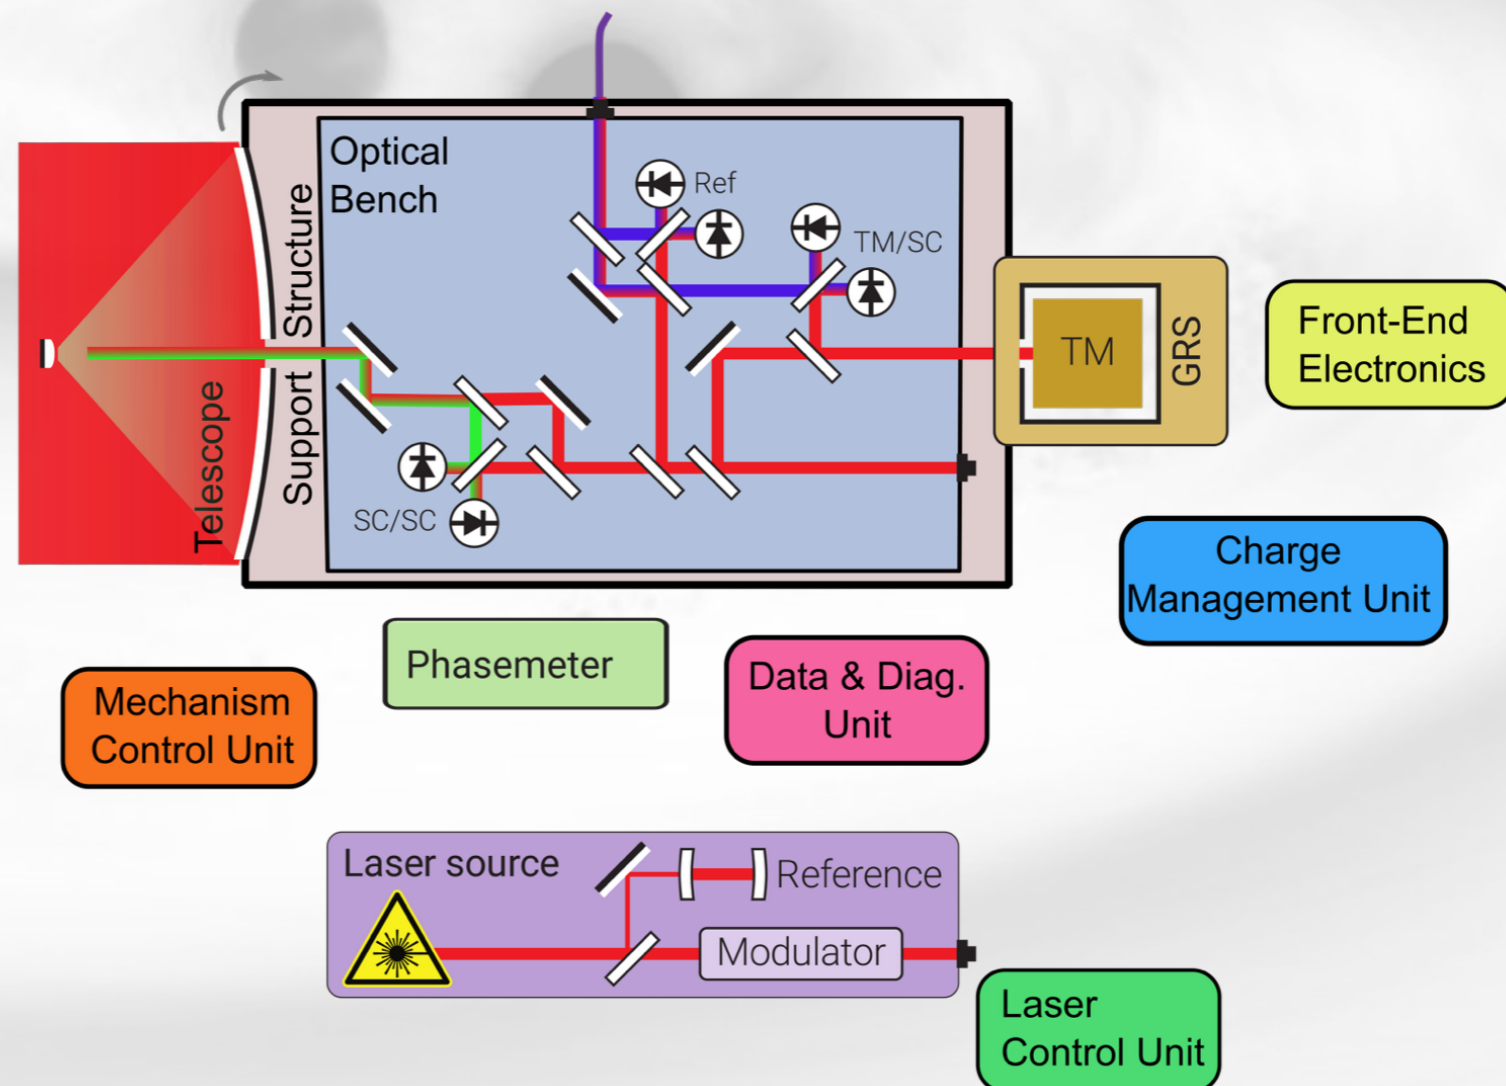 Optical
Bench
Ref
TM/SC
Structure
Support
Telescope
SC/SC
TM
GRS
Front-End
Electronics
Charge
Management Unit
Phasemeter
Data & Diag.
Unit
Mechanism
Control Unit
Laser source
Reference
Modulator
Laser
Control Unit